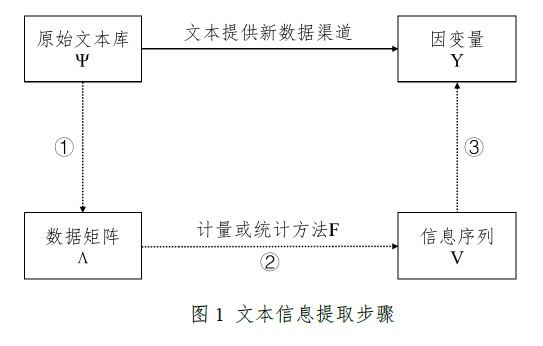 原始文本库
Ψ
文本提供新数据渠道
因变量
Y
①
③
数据矩阵
Λ
计量或统计方法F
②
信息序列
V
图 1 文本信息提取步骤